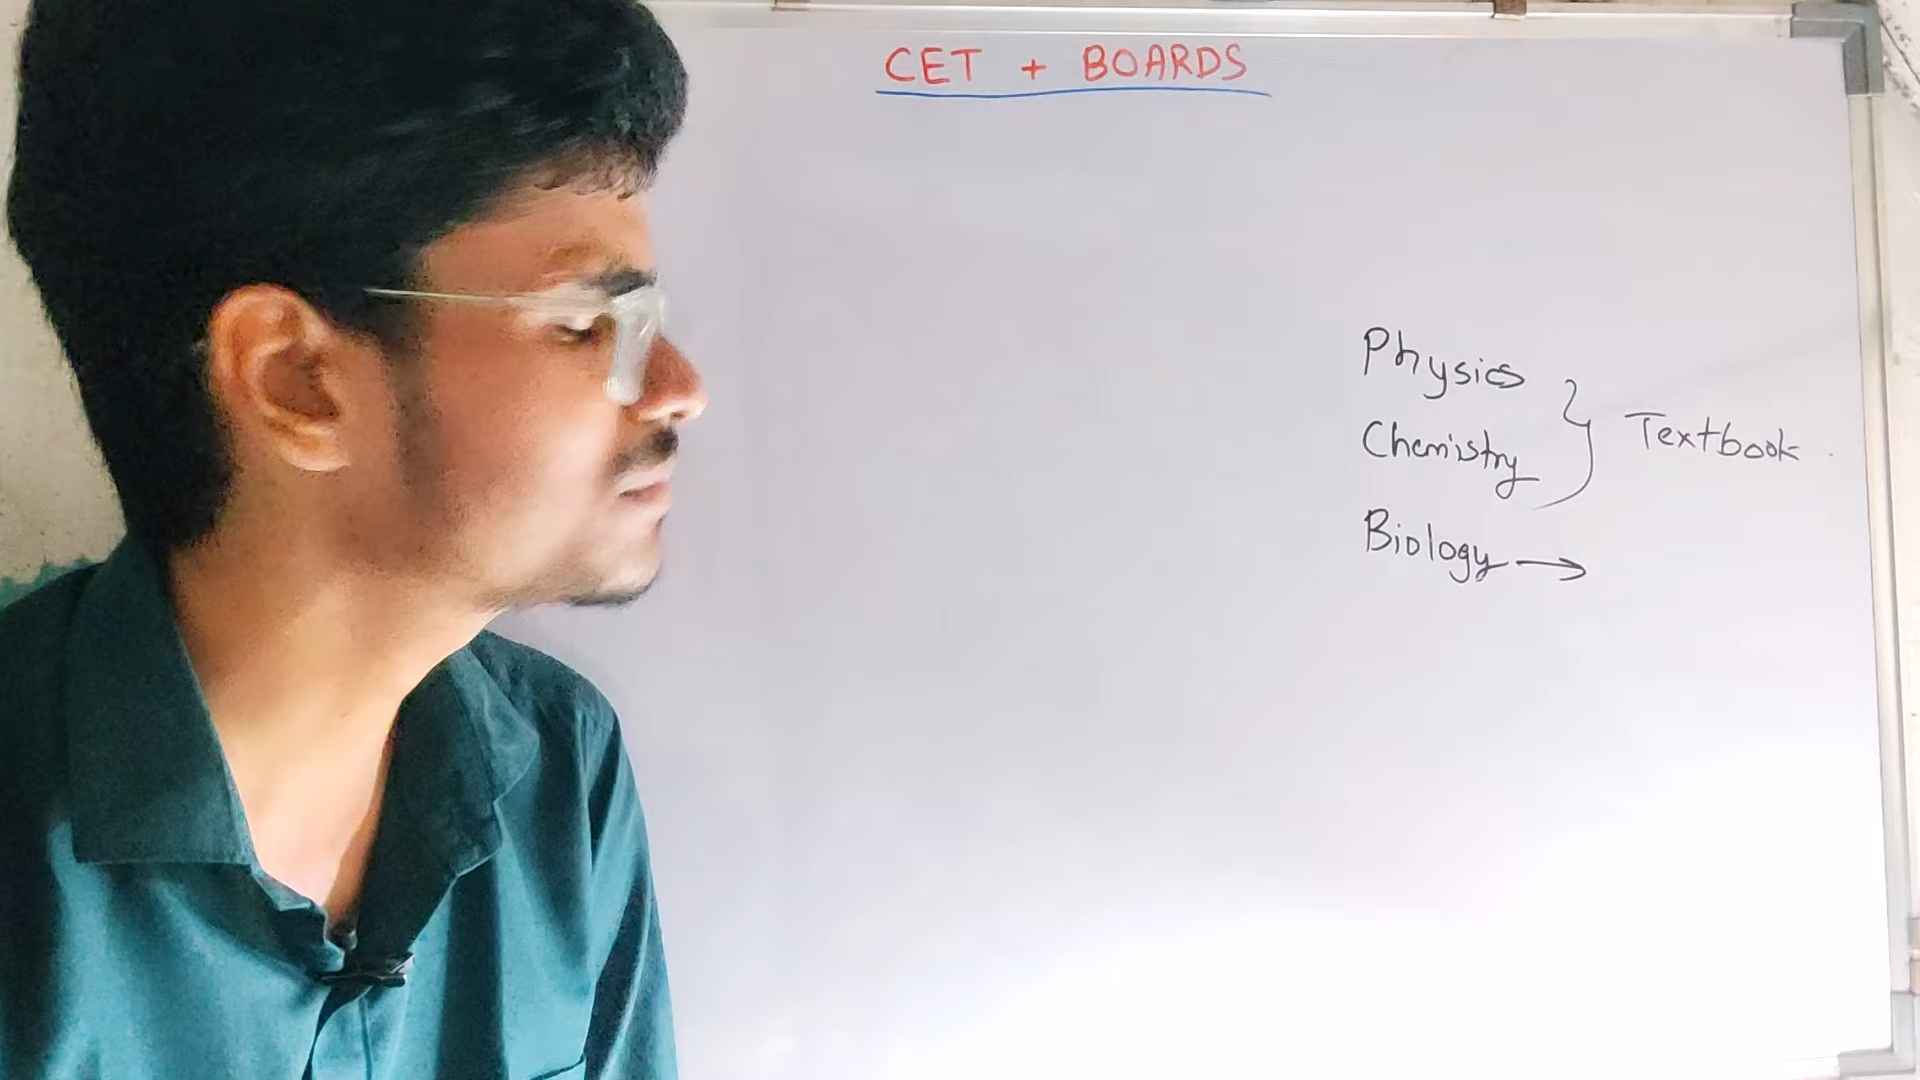 CET + BOARDS
Physics
Chemistry } Textbook
Biology →